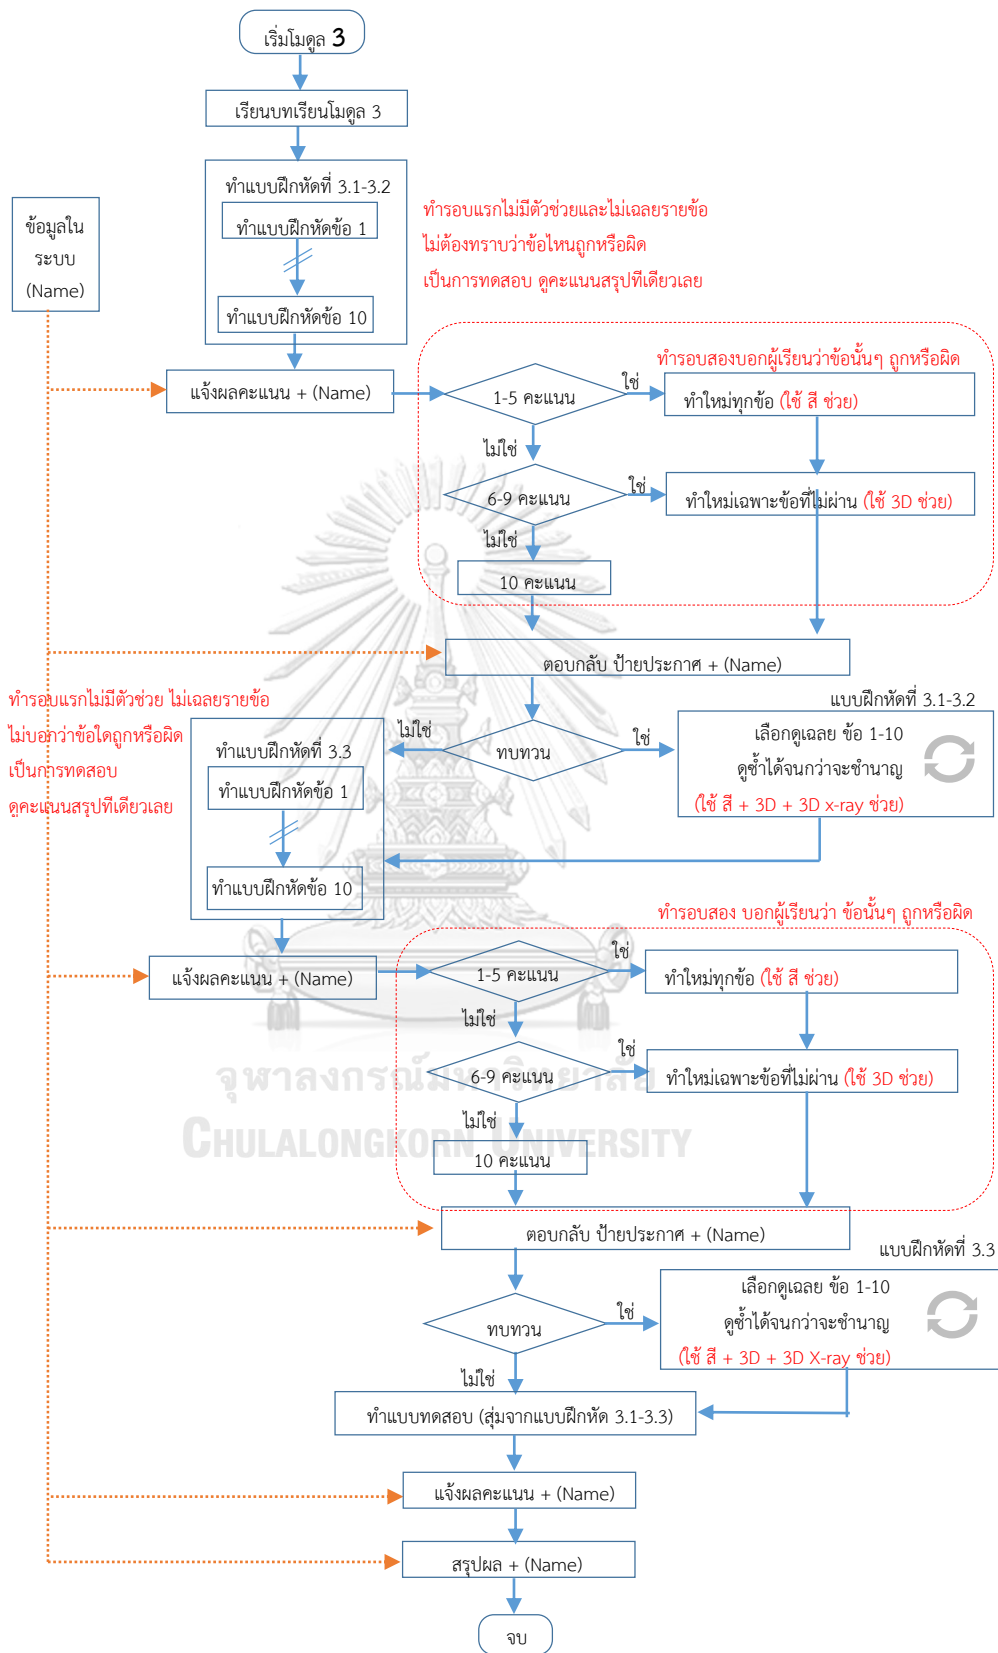 เริ่มโมดูล 3
เรียนบทเรียนโมดูล 3
ทำแบบฝึกหัดที่ 3.1-3.2
ทำแบบฝึกหัดข้อ 1
ทำแบบฝึกหัดข้อ 10
ข้อมูลใน
ระบบ
(Name)
ทำรอบแรกไม่มีตัวช่วยและไม่เฉลยรายข้อ
ไม่ต้องทราบว่าข้อไหนถูกหรือผิด
เป็นการทดสอบ ดูคะแนนสรุปทีเดียวเลย
ทำรอบสองบอกผู้เรียนว่าข้อนั้นๆ ถูกหรือผิด
แจ้งผลคะแนน + (Name)
1-5 คะแนน
ใช่
ทำใหม่ทุกข้อ (ใช้ สี ช่วย)
ไม่ใช่
6-9 คะแนน
ใช่
ทำใหม่เฉพาะข้อที่ไม่ผ่าน (ใช้ 3D ช่วย)
ไม่ใช่
10 คะแนน
ตอบกลับ ป้ายประกาศ + (Name)
ทำรอบแรกไม่มีตัวช่วย ไม่เฉลยรายข้อ
ไม่บอกว่าข้อใดถูกหรือผิด
เป็นการทดสอบ
ดูคะแนนสรุปทีเดียวเลย
แบบฝึกหัดที่ 3.1-3.2
ไม่ใช่
ทบทวน
ใช่
เลือกดูเฉลย ข้อ 1-10
ดูซ้ำได้จนกว่าจะชำนาญ
(ใช้ สี + 3D + 3D x-ray ช่วย)
ทำแบบฝึกหัดที่ 3.3
ทำแบบฝึกหัดข้อ 1
ทำแบบฝึกหัดข้อ 10
ทำรอบสอง บอกผู้เรียนว่า ข้อนั้นๆ ถูกหรือผิด
แจ้งผลคะแนน + (Name)
1-5 คะแนน
ใช่
ทำใหม่ทุกข้อ (ใช้ สี ช่วย)
ไม่ใช่
6-9 คะแนน
ใช่
ทำใหม่เฉพาะข้อที่ไม่ผ่าน (ใช้ 3D ช่วย)
จุฬาลงกรณ์มหาวิทยาลัย
CHULALONGKORN UNIVERSITY
ไม่ใช่
10 คะแนน
ตอบกลับ ป้ายประกาศ + (Name)
แบบฝึกหัดที่ 3.3
ทบทวน
ใช่
เลือกดูเฉลย ข้อ 1-10
ดูซ้ำได้จนกว่าจะชำนาญ
(ใช้ สี + 3D + 3D X-ray ช่วย)
ไม่ใช่
ทำแบบทดสอบ (สุ่มจากแบบฝึกหัด 3.1-3.3)
แจ้งผลคะแนน + (Name)
สรุปผล + (Name)
จบ